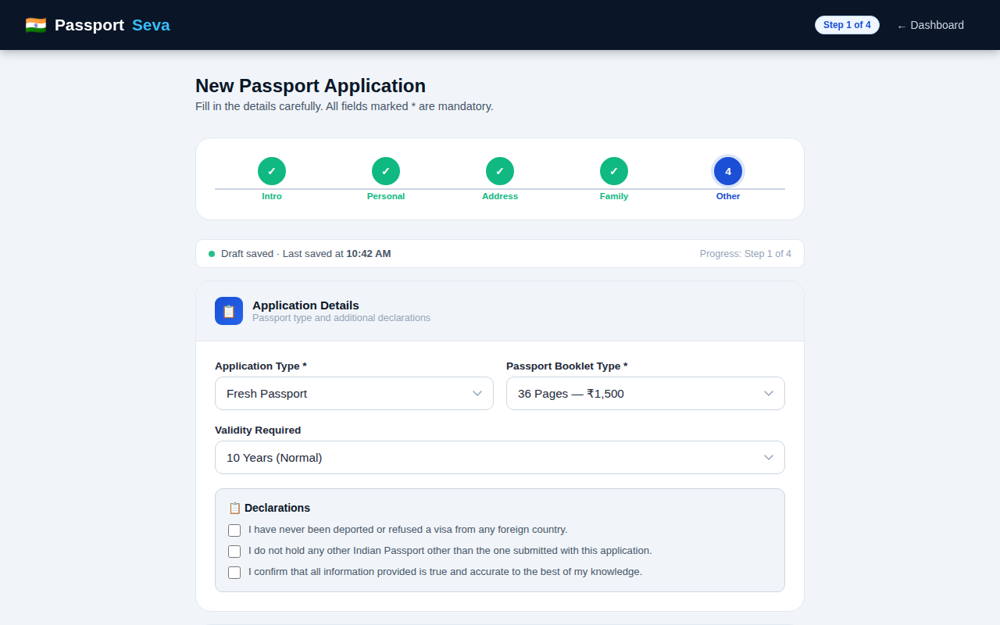 🇮🇳 Passport Seva
Step 1 of 4
← Dashboard
New Passport Application
Fill in the details carefully. All fields marked * are mandatory.
✓ ✓ ✓ ✓ 4
Intro Personal Address Family Other
Draft saved · Last saved at 10:42 AM
Progress: Step 1 of 4
📋 Application Details
Passport type and additional declarations
Application Type *
Fresh Passport
Passport Booklet Type *
36 Pages — ₹1,500
Validity Required
10 Years (Normal)
📋 Declarations
I have never been deported or refused a visa from any foreign country.
I do not hold any other Indian Passport other than the one submitted with this application.
I confirm that all information provided is true and accurate to the best of my knowledge.